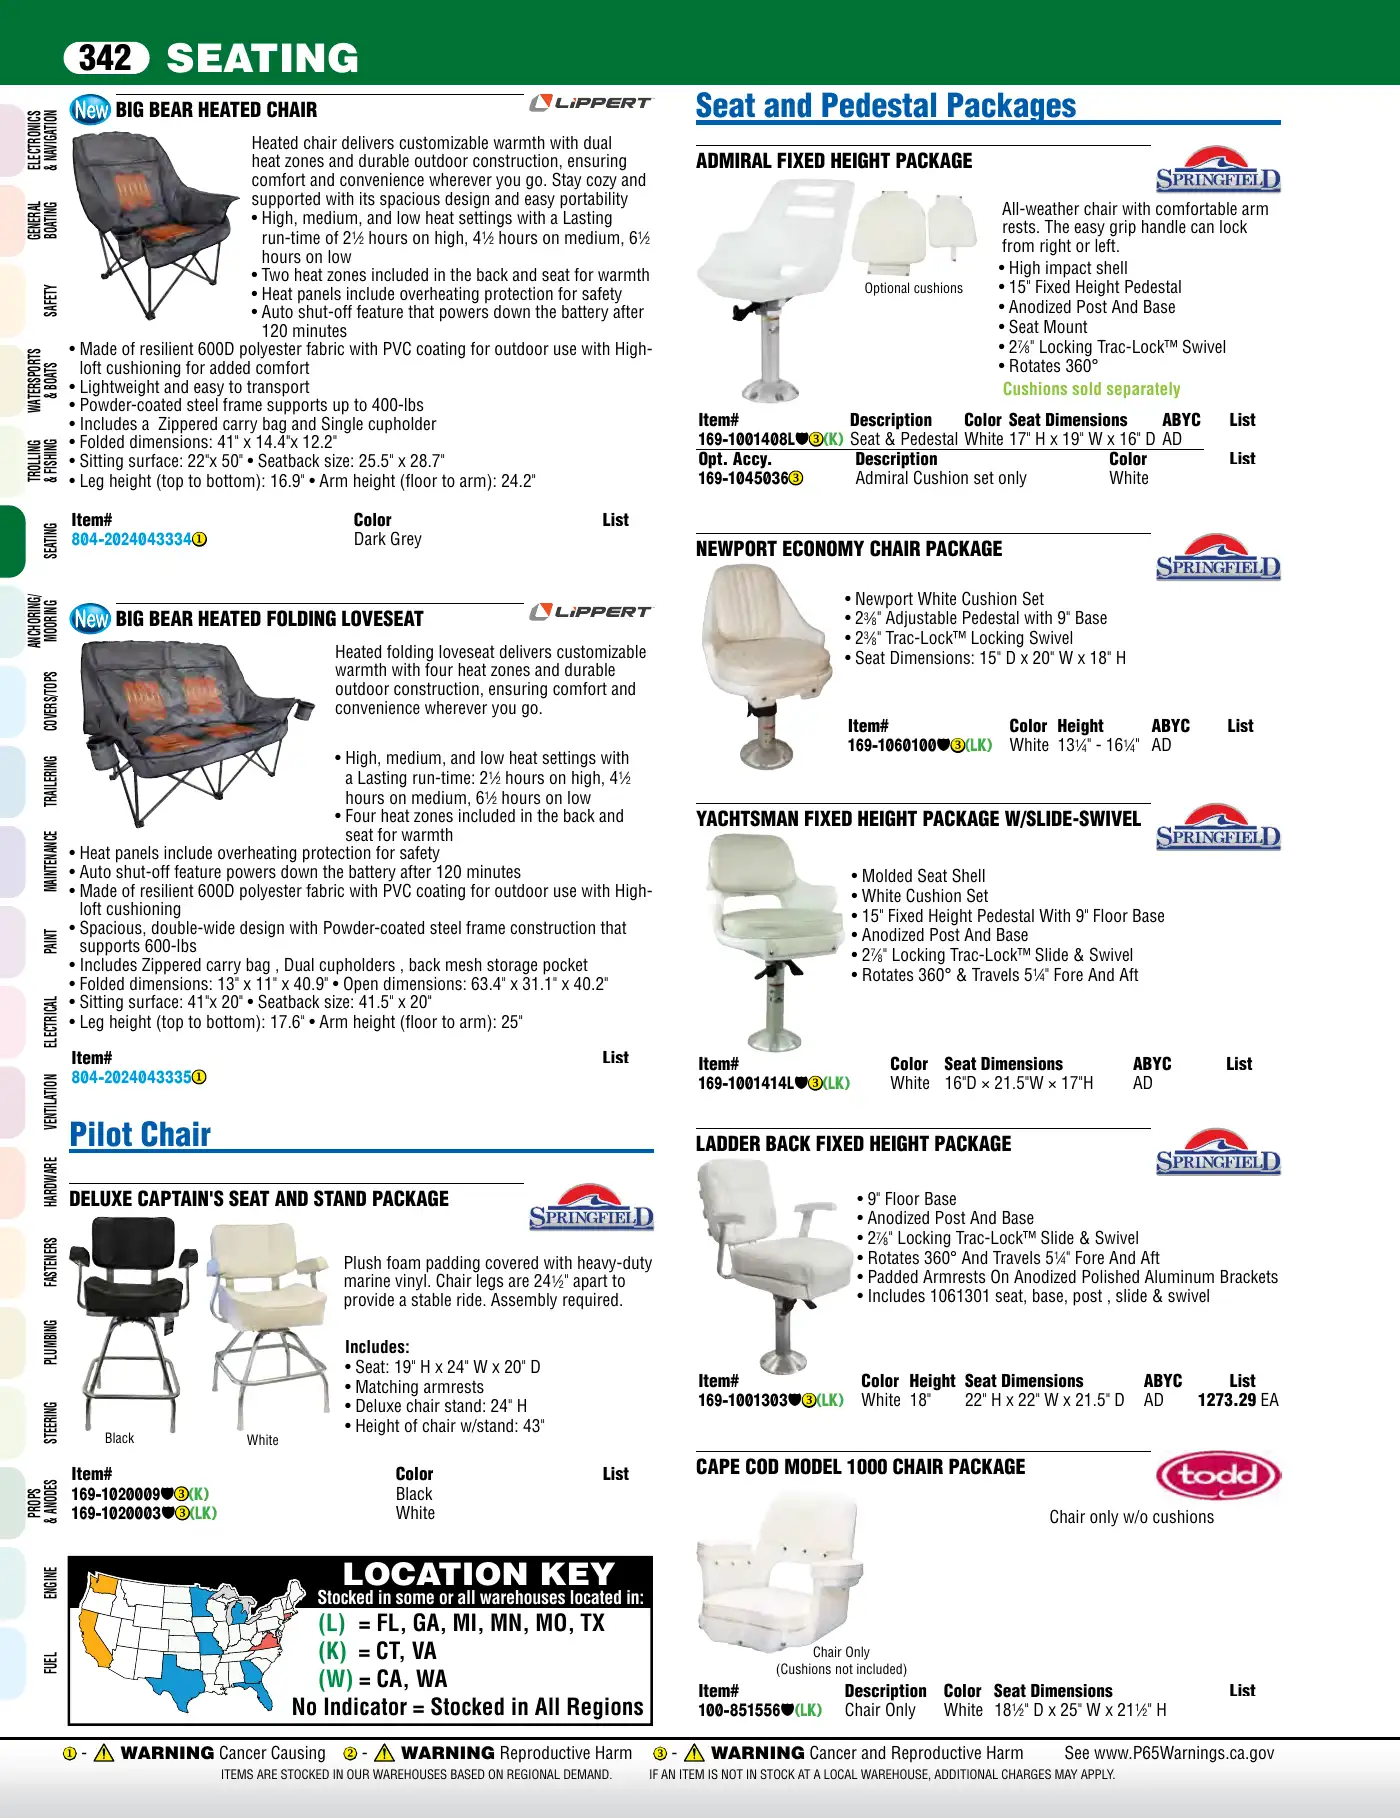 342 SEATING
ELECTRONICS
& NAVIGATION
GENERAL
BOATING
SAFETY
WATERSPORTS
& BOATS
TROLLING
& FISHING
SEATING
ANCHORING/
MOORING
COVERS/TOPS
TRAILERING
MAINTENANCE
PAINT
ELECTRICAL
VENTILATION
HARDWARE
FASTENERS
PLUMBING
STEERING
PROPS
& ANODES
ENGINE
FUEL
New BIG BEAR HEATED CHAIR
LiPPERT
Heated chair delivers customizable warmth with dual
heat zones and durable outdoor construction, ensuring
comfort and convenience wherever you go. Stay cozy and
supported with its spacious design and easy portability
• High, medium, and low heat settings with a Lasting
run-time of 2½ hours on high, 4½ hours on medium, 6½
hours on low
• Two heat zones included in the back and seat for warmth
• Heat panels include overheating protection for safety
• Auto shut-off feature that powers down the battery after
120 minutes
• Made of resilient 600D polyester fabric with PVC coating for outdoor use with High-
loft cushioning for added comfort
• Lightweight and easy to transport
• Powder-coated steel frame supports up to 400-lbs
• Includes a Zippered carry bag and Single cupholder
• Folded dimensions: 41" x 14.4"x 12.2"
• Sitting surface: 22"x 50" • Seatback size: 25.5" x 28.7"
• Leg height (top to bottom): 16.9" • Arm height (floor to arm): 24.2"
Item# Color List
804-2024043334① Dark Grey
New BIG BEAR HEATED FOLDING LOVESEAT
LiPPERT
Heated folding loveseat delivers customizable
warmth with four heat zones and durable
outdoor construction, ensuring comfort and
convenience wherever you go.
• High, medium, and low heat settings with
a Lasting run-time: 2½ hours on high, 4½
hours on medium, 6½ hours on low
• Four heat zones included in the back and
seat for warmth
• Heat panels include overheating protection for safety
• Auto shut-off feature powers down the battery after 120 minutes
• Made of resilient 600D polyester fabric with PVC coating for outdoor use with High-
loft cushioning
• Spacious, double-wide design with Powder-coated steel frame construction that
supports 600-lbs
• Includes Zippered carry bag , Dual cupholders , back mesh storage pocket
• Folded dimensions: 13" x 11" x 40.9" • Open dimensions: 63.4" x 31.1" x 40.2"
• Sitting surface: 41"x 20" • Seatback size: 41.5" x 20"
• Leg height (top to bottom): 17.6" • Arm height (floor to arm): 25"
Item# List
804-2024043335①
Pilot Chair
DELUXE CAPTAIN'S SEAT AND STAND PACKAGE
SPRINGFIELD
Plush foam padding covered with heavy-duty
marine vinyl. Chair legs are 24½" apart to
provide a stable ride. Assembly required.
Includes:
• Seat: 19" H x 24" W x 20" D
• Matching armrests
• Deluxe chair stand: 24" H
• Height of chair w/stand: 43"
Black
White
Item# Color List
169-1020009③(K) Black
169-1020003③(LK) White
LOCATION KEY
Stocked in some or all warehouses located in:
(L) = FL, GA, MI, MN, MO, TX
(K) = CT, VA
(W) = CA, WA
No Indicator = Stocked in All Regions
Seat and Pedestal Packages
ADMIRAL FIXED HEIGHT PACKAGE
SPRINGFIELD
Optional cushions
All-weather chair with comfortable arm
rests. The easy grip handle can lock
from right or left.
• High impact shell
• 15" Fixed Height Pedestal
• Anodized Post And Base
• Seat Mount
• 2⅞" Locking Trac-Lock™ Swivel
• Rotates 360°
Cushions sold separately
Item# Description Color Seat Dimensions ABYC List
169-1001408L③(K) Seat & Pedestal White 17" H x 19" W x 16" D AD
Opt. Accy. Description Color List
169-1045036③ Admiral Cushion set only White
NEWPORT ECONOMY CHAIR PACKAGE
SPRINGFIELD
• Newport White Cushion Set
• 2⅜" Adjustable Pedestal with 9" Base
• 2⅜" Trac-Lock™ Locking Swivel
• Seat Dimensions: 15" D x 20" W x 18" H
Item# Color Height ABYC List
169-1060100③(LK) White 13¼" - 16¼" AD
YACHTSMAN FIXED HEIGHT PACKAGE W/SLIDE-SWIVEL
SPRINGFIELD
• Molded Seat Shell
• White Cushion Set
• 15" Fixed Height Pedestal With 9" Floor Base
• Anodized Post And Base
• 2⅞" Locking Trac-Lock™ Slide & Swivel
• Rotates 360° & Travels 5¼" Fore And Aft
Item# Color Seat Dimensions ABYC List
169-1001414L③(LK) White 16"D × 21.5"W × 17"H AD
LADDER BACK FIXED HEIGHT PACKAGE
SPRINGFIELD
• 9" Floor Base
• Anodized Post And Base
• 2⅞" Locking Trac-Lock™ Slide & Swivel
• Rotates 360° And Travels 5¼" Fore And Aft
• Padded Armrests On Anodized Polished Aluminum Brackets
• Includes 1061301 seat, base, post , slide & swivel
Item# Color Height Seat Dimensions ABYC List
169-1001303③(LK) White 18" 22" H x 22" W x 21.5" D AD 1273.29 EA
CAPE COD MODEL 1000 CHAIR PACKAGE
todd
Chair only w/o cushions
Chair Only
(Cushions not included)
Item# Description Color Seat Dimensions List
100-851556(LK) Chair Only White 18½" D x 25" W x 21½" H
① - ⚠ WARNING Cancer Causing ② - ⚠ WARNING Reproductive Harm ③ - ⚠ WARNING Cancer and Reproductive Harm See www.P65Warnings.ca.gov
ITEMS ARE STOCKED IN OUR WAREHOUSES BASED ON REGIONAL DEMAND. IF AN ITEM IS NOT IN STOCK AT A LOCAL WAREHOUSE, ADDITIONAL CHARGES MAY APPLY.